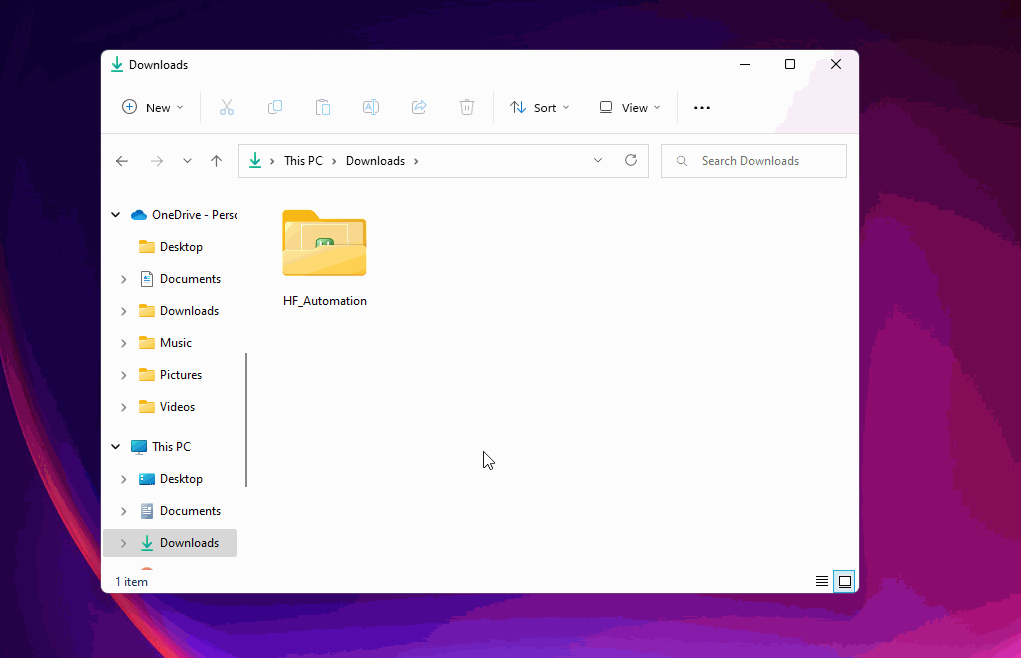 Downloads
New
Sort
View
This PC
Downloads
Search Downloads
OneDrive - Perso
Desktop
Documents
Downloads
Music
Pictures
Videos
This PC
Desktop
Documents
Downloads
HF_Automation
1 item